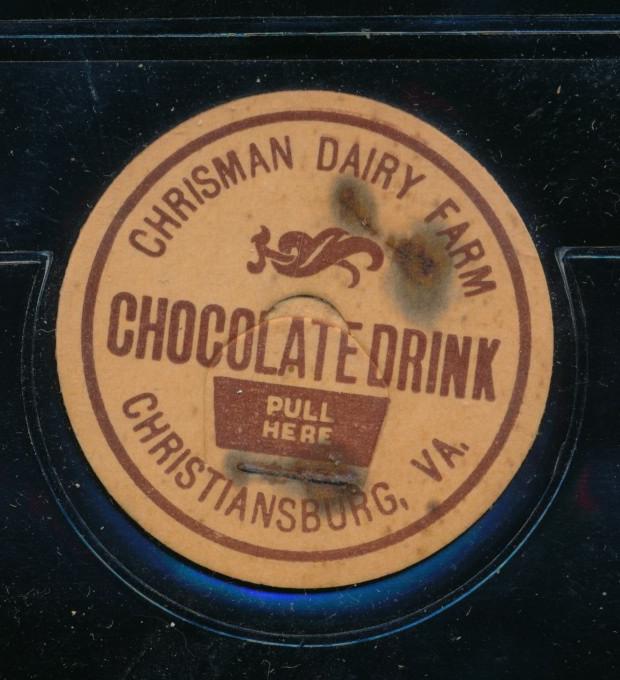 CHRISMAN DAIRY FARM
CHOCOLATE DRINK
PULL
HERE
CHRISTIANSBURG, VA.